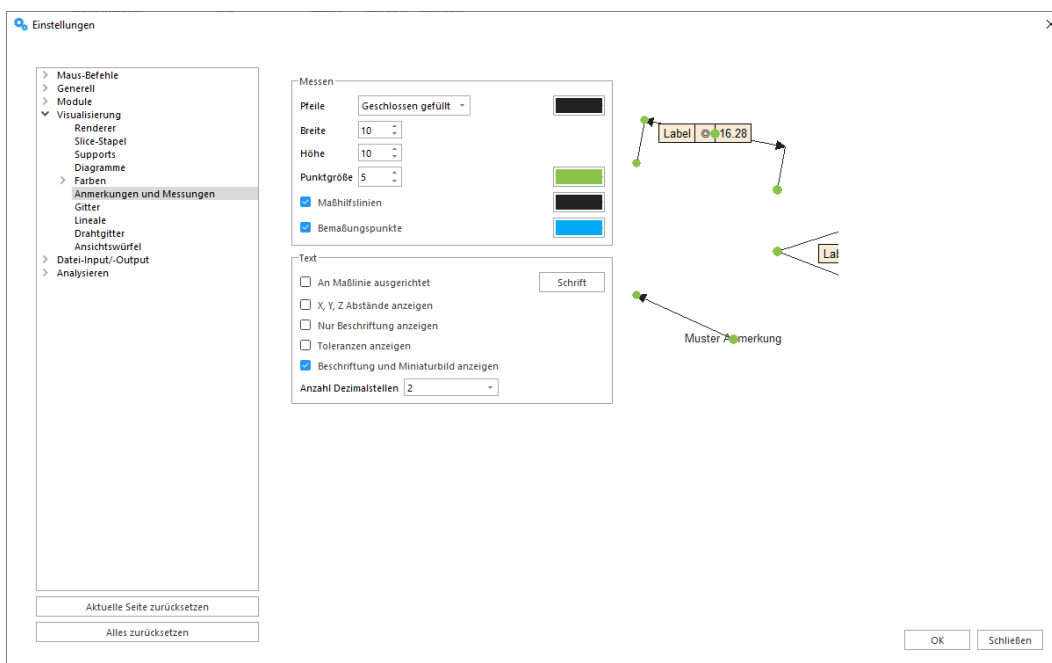 Einstellungen
Maus-Befehle
Generell
Module
Visualisierung
Renderer
Slice-Stapel
Supports
Diagramme
Farben
Anmerkungen und Messungen
Gitter
Lineale
Drahtgitter
Ansichtswürfel
Datei-Input/-Output
Analysieren
Aktuelle Seite zurücksetzen
Alles zurücksetzen
Messen
Pfeile Geschlossen gefüllt
Breite 10
Höhe 10
Punktgröße 5
Maßhilfslinien
Bemaßungspunkte
Text
An Maßlinie ausgerichtet Schrift
X, Y, Z Abstände anzeigen
Nur Beschriftung anzeigen
Toleranzen anzeigen
Beschriftung und Miniaturbild anzeigen
Anzahl Dezimalstellen 2
Label 16.28
Lal
Muster Anmerkung
OK Schließen